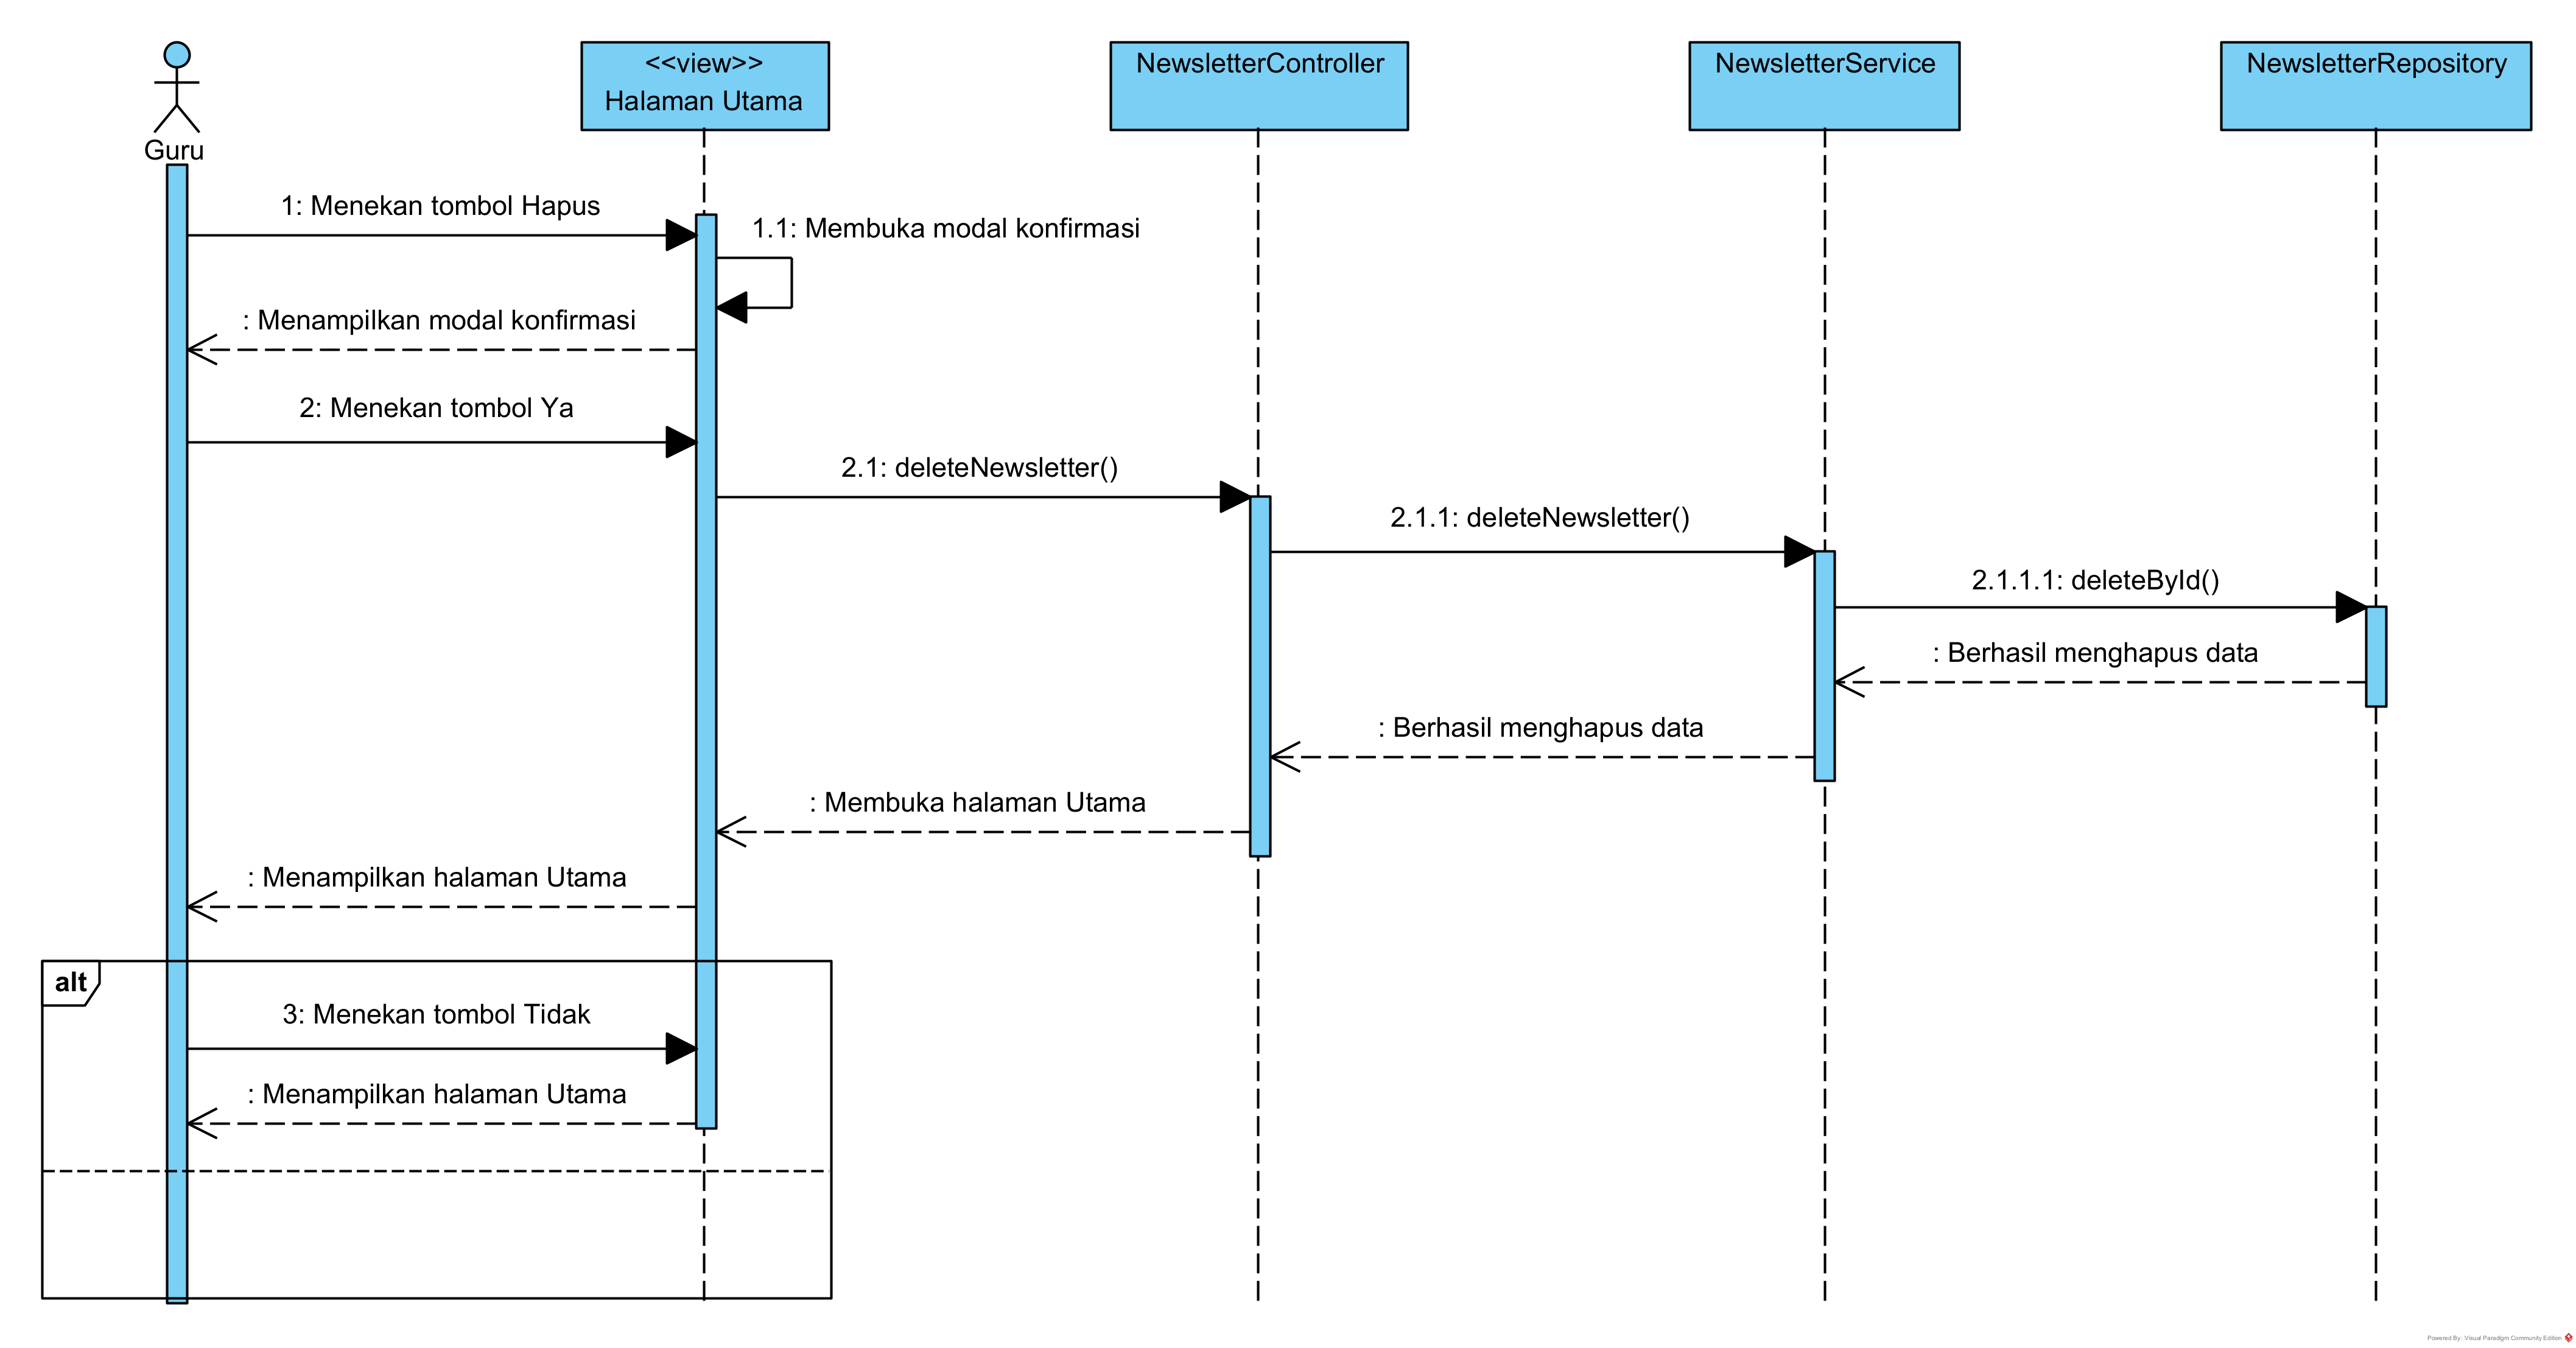 <<view>>
Halaman Utama
NewsletterController
NewsletterService
NewsletterRepository
Guru
1: Menekan tombol Hapus
1.1: Membuka modal konfirmasi
: Menampilkan modal konfirmasi
2: Menekan tombol Ya
2.1: deleteNewsletter()
2.1.1: deleteNewsletter()
2.1.1.1: deleteById()
: Berhasil menghapus data
: Berhasil menghapus data
: Membuka halaman Utama
: Menampilkan halaman Utama
alt
3: Menekan tombol Tidak
: Menampilkan halaman Utama
Powered By: Visual Paradigm Community Edition